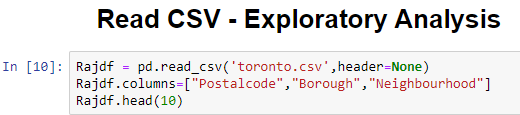 Read CSV - Exploratory Analysis
In [10]: Rajdf = pd.read_csv('toronto.csv',header=None)
Rajdf.columns=["Postalcode","Borough","Neighbourhood"]
Rajdf.head(10)